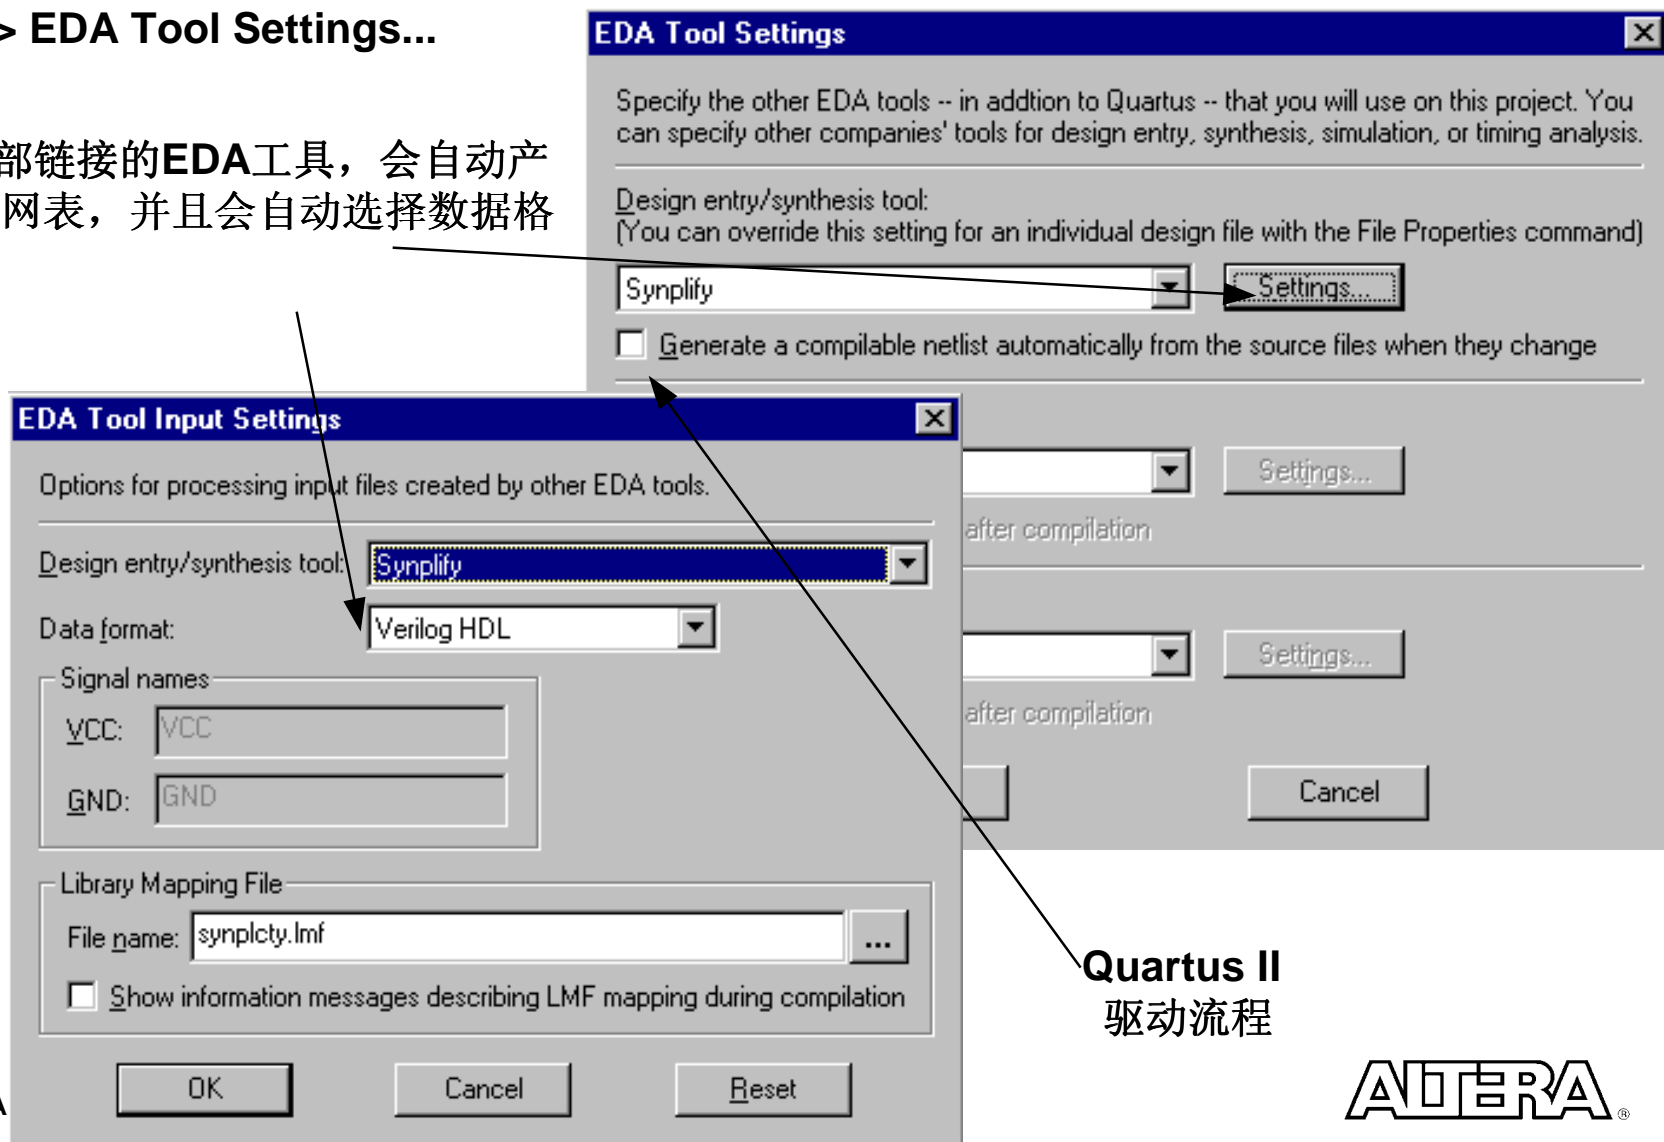 > EDA Tool Settings...
部链接的EDA工具，会自动产
网表，并且会自动选择数据格
EDA Tool Settings
Specify the other EDA tools -- in addtion to Quartus -- that you will use on this project. You
can specify other companies' tools for design entry, synthesis, simulation, or timing analysis.
Design entry/synthesis tool:
(You can override this setting for an individual design file with the File Properties command)
Synplify
Settings...
Generate a compilable netlist automatically from the source files when they change
Settings...
after compilation
Settings...
after compilation
Cancel
EDA Tool Input Settings
Options for processing input files created by other EDA tools.
Design entry/synthesis tool: Synplify
Data format: Verilog HDL
Signal names
VCC: VCC
GND: GND
Library Mapping File
File name: synplcty.lmf ...
Show information messages describing LMF mapping during compilation
OK Cancel Reset
Quartus II
驱动流程
A
ALTERA®